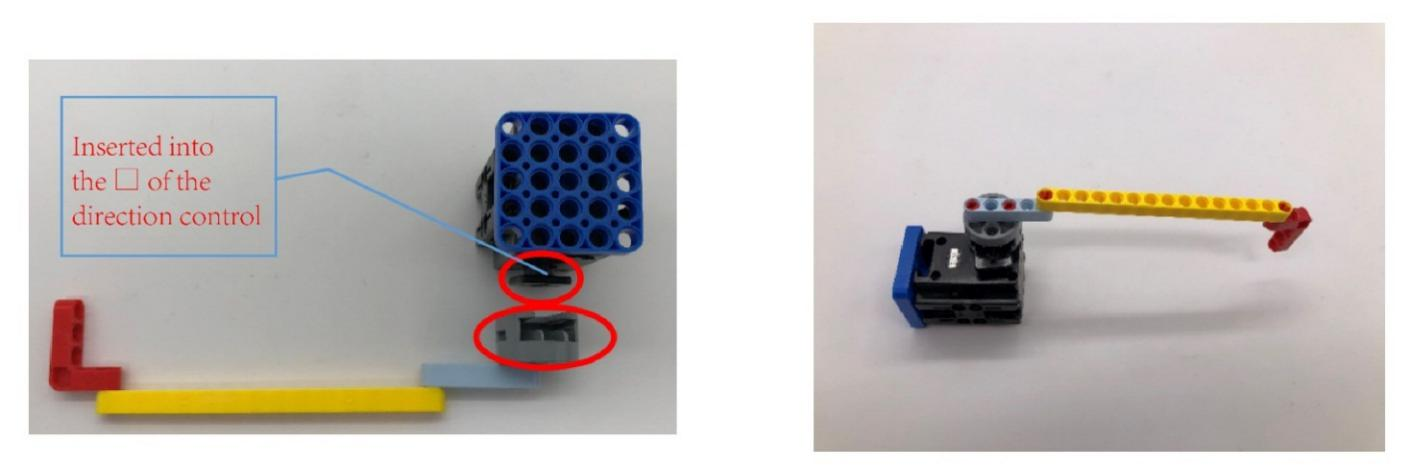 Inserted into
the □ of the
direction control